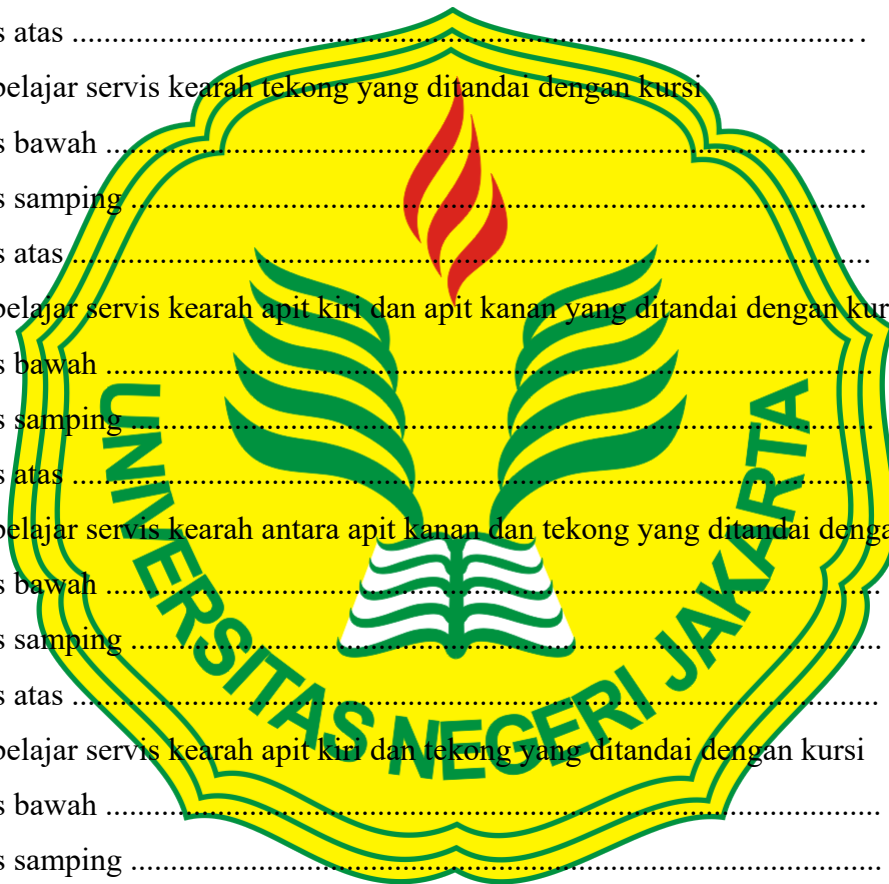 s atas ....................................................................................................
belajar servis kearah tekong yang ditandai dengan kursi
s bawah ................................................................................................
s samping .............................................................................................
s atas .....................................................................................................
belajar servis kearah apit kiri dan apit kanan yang ditandai dengan kur
s bawah .................................................................................................
s samping ..............................................................................................
s atas .....................................................................................................
belajar servis kearah antara apit kanan dan tekong yang ditandai denga
s bawah ..................................................................................................
s samping ...............................................................................................
s atas ......................................................................................................
belajar servis kearah apit kiri dan tekong yang ditandai dengan kursi
s bawah ..................................................................................................
s samping ...............................................................................................
UNIVERSITAS NEGERI JAKARTA